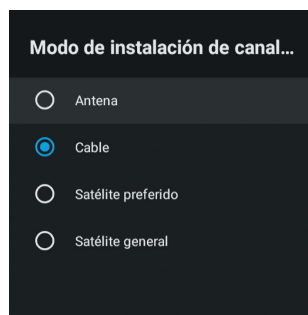 Modo de instalación de canal...
Antena
Cable
Satélite preferido
Satélite general